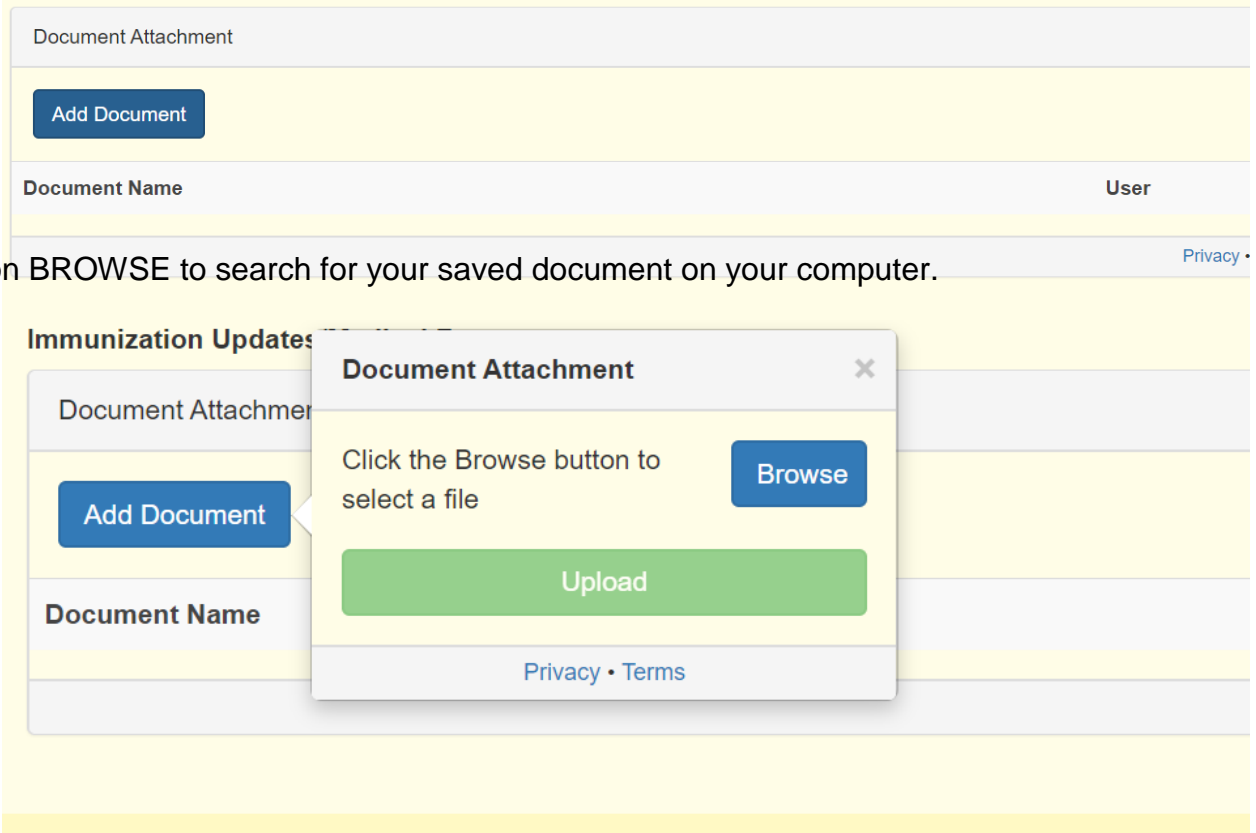 Document Attachment
Add Document
Document Name User
Privacy •
on BROWSE to search for your saved document on your computer.
Immunization Updates
Document Attachment ×
Document Attachmen
Click the Browse button to
select a file
Browse
Add Document
Upload
Document Name
Privacy • Terms